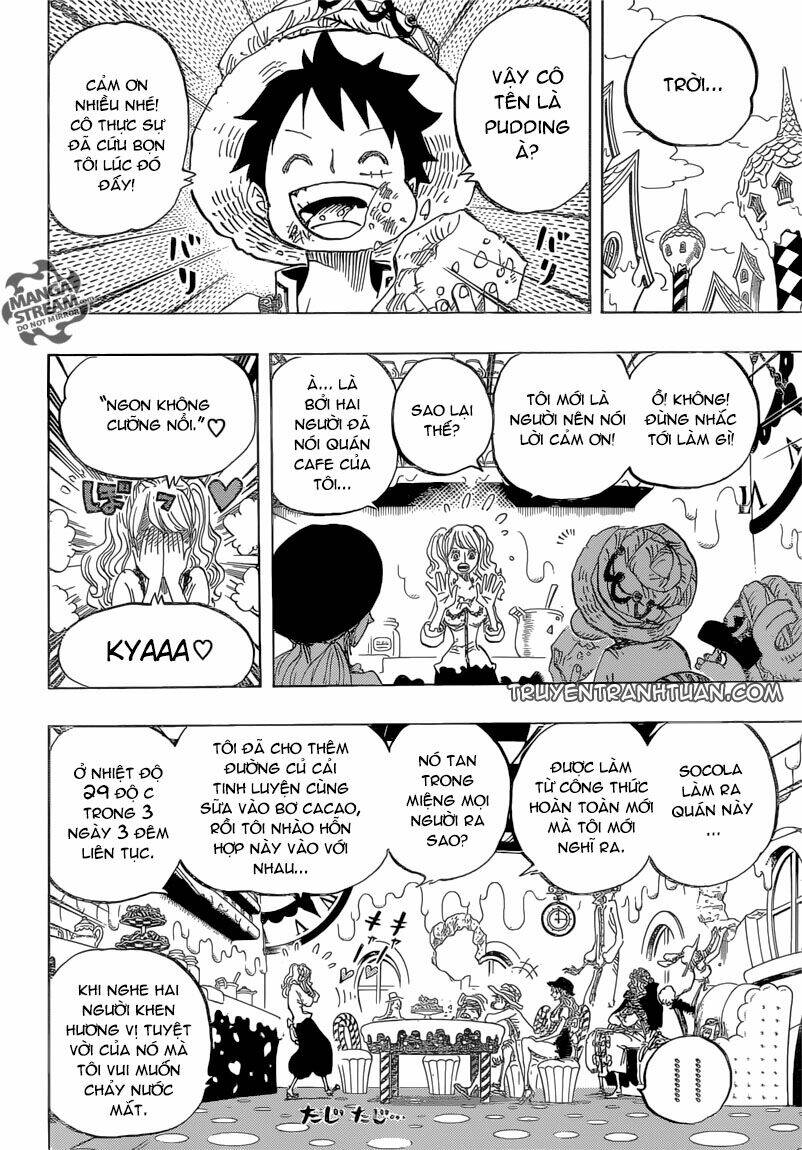 TRỜI...
VẬY CÔ
TÊN LÀ
PUDDING
À?
CẢM ƠN
NHIỀU NHÉ!
CÔ THỰC SỰ
ĐÃ CỨU BỌN
TÔI LÚC ĐÓ
ĐẤY!
MANGA
STREAM.com
DO NOT MIRROR
Ồ! KHÔNG!
ĐỪNG NHẮC
TỚI LÀM GÌ!
TÔI MỚI LÀ
NGƯỜI NÊN NÓI
LỜI CẢM ƠN!
SAO LẠI
THẾ?
À... LÀ
BỞI HAI
NGƯỜI ĐÃ
NÓI QUÁN
CAFE CỦA
TÔI...
"NGON KHÔNG
CƯỠNG NỔI."♡
ぽっ
KYAAA♡
TRUYENTRANHTUAN.COM
SOCOLA
LÀM RA
QUÁN NÀY
...
ĐƯỢC LÀM
TỪ CÔNG THỨC
HOÀN TOÀN MỚI
MÀ TÔI MỚI
NGHĨ RA.
NÓ TAN
TRONG
MIỆNG MỌI
NGƯỜI RA
SAO?
TÔI ĐÃ CHO THÊM
ĐƯỜNG CỦ CẢI
TINH LUYỆN CÙNG
SỮA VÀO BƠ CACAO,
RỒI TÔI NHÀO HỖN
HỢP NÀY VÀO VỚI
NHAU...
Ở NHIỆT ĐỘ
29 ĐỘ C
TRONG 3
NGÀY 3 ĐÊM
LIÊN TỤC.
KHI NGHE HAI
NGƯỜI KHEN
HƯƠNG VỊ TUYỆT
VỜI CỦA NÓ MÀ
TÔI VUI MUỐN
CHẢY NƯỚC
MẮT.
たじたじ…